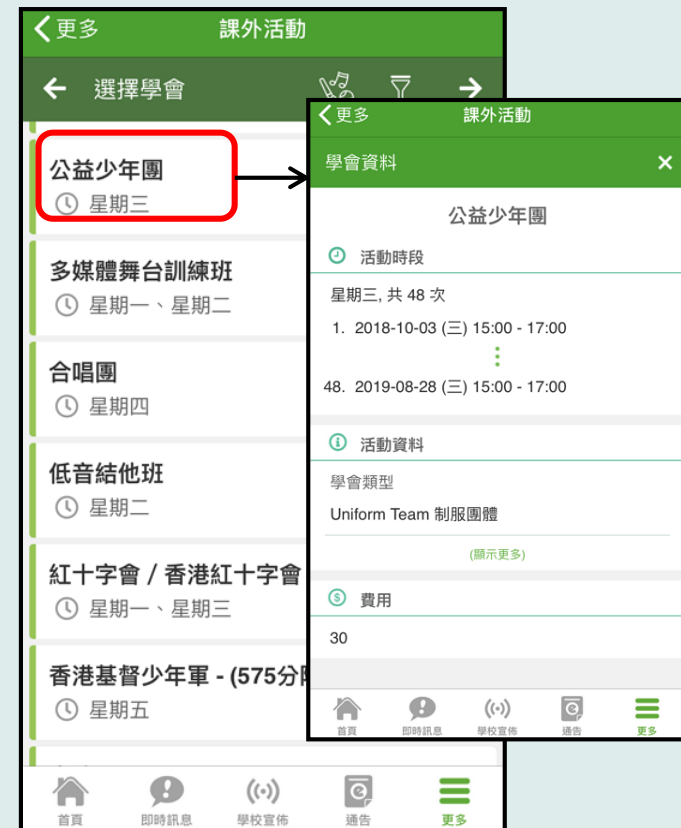 更多
課外活動
選擇學會
公益少年團
星期三
多媒體舞台訓練班
星期一、星期二
合唱團
星期四
低音結他班
星期二
紅十字會 / 香港紅十字會
星期一、星期三
香港基督少年軍 - (575分
星期五
首頁
即時訊息
學校宣佈
通告
更多
更多
課外活動
學會資料
公益少年團
活動時段
星期三, 共 48 次
1. 2018-10-03 (三) 15:00 - 17:00
48. 2019-08-28 (三) 15:00 - 17:00
活動資料
學會類型
Uniform Team 制服團體
(顯示更多)
費用
30
首頁
即時訊息
學校宣佈
通告
更多